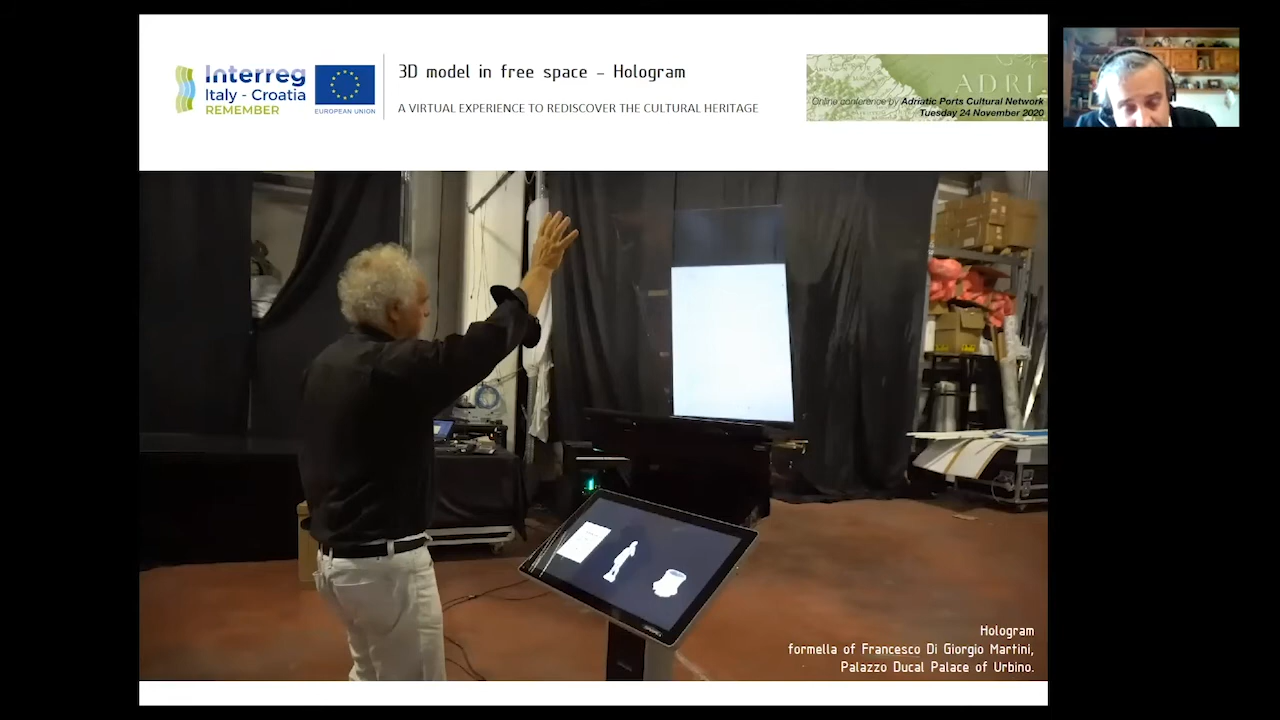 Interreg
Italy - Croatia
REMEMBER
EUROPEAN UNION
3D model in free space – Hologram
A VIRTUAL EXPERIENCE TO REDISCOVER THE CULTURAL HERITAGE
ADRI
Online conference by Adriatic Ports Cultural Network
Tuesday 24 November 2020
Hologram
formella of Francesco Di Giorgio Martini,
Palazzo Ducal Palace of Urbino.